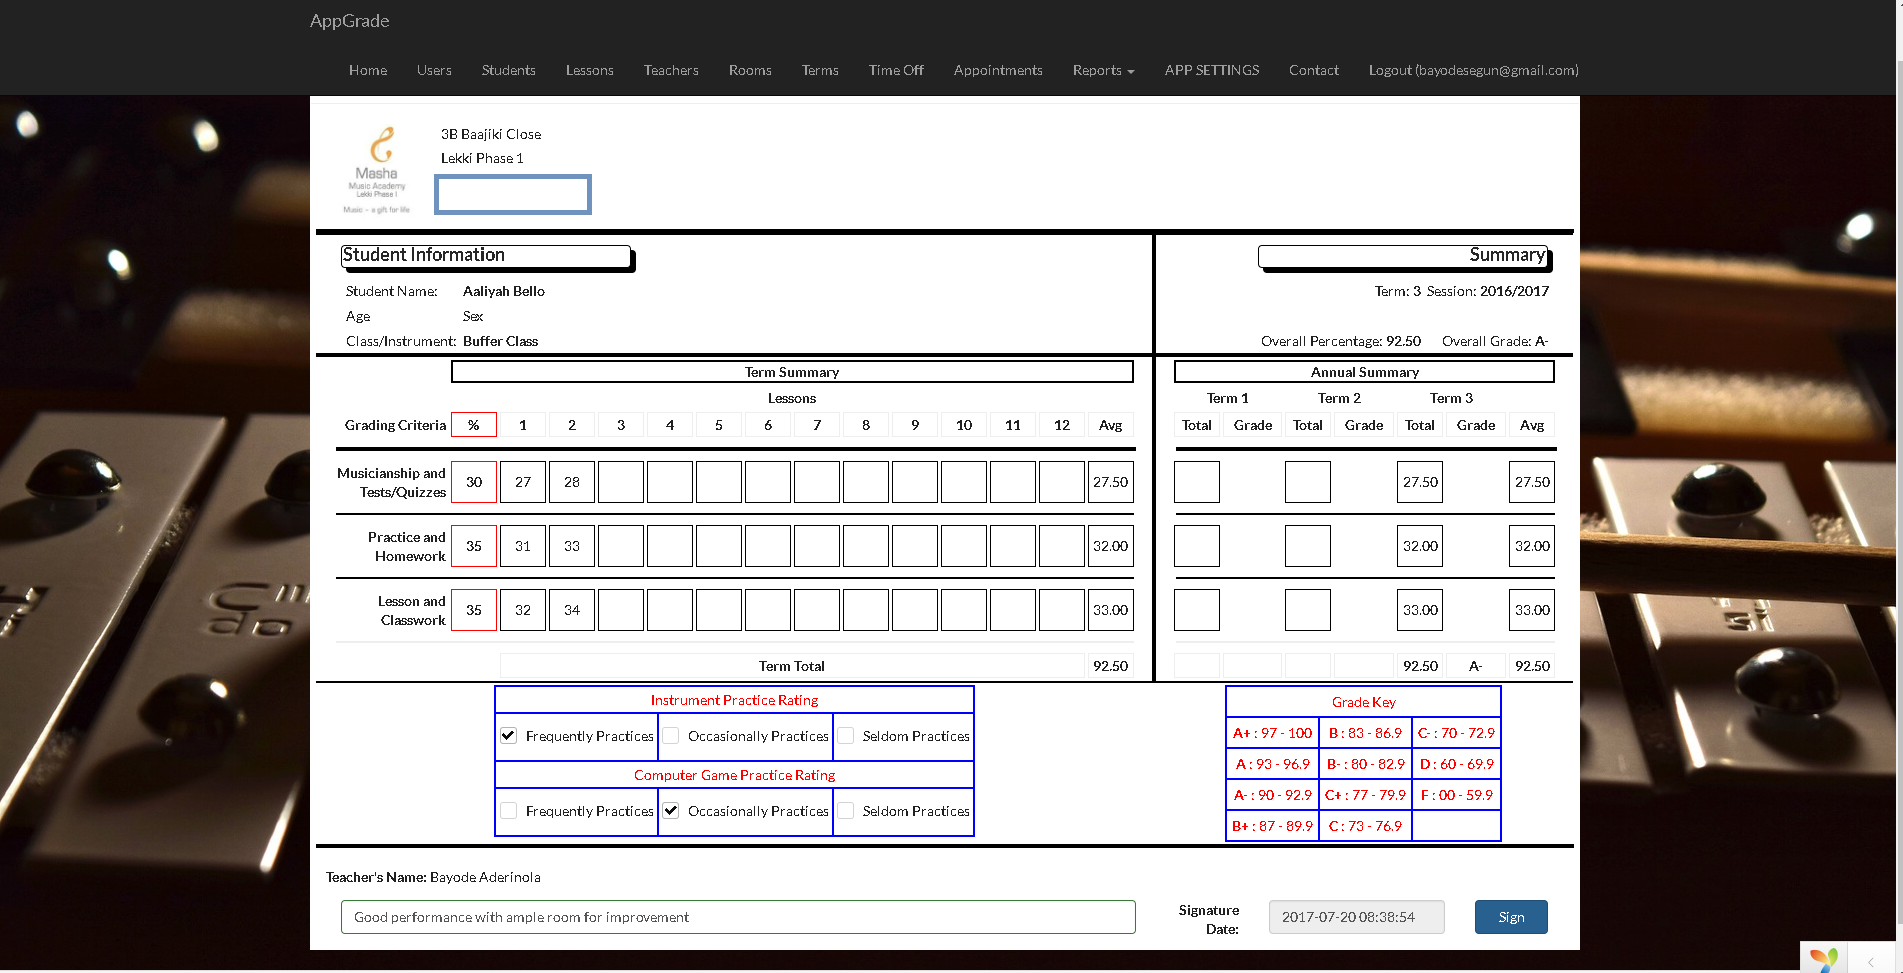 AppGrade
Home Users Students Lessons Teachers Rooms Terms Time Off Appointments Reports APP SETTINGS Contact Logout (bayodesegun@gmail.com)
Masha
Music Academy
Lekki Phase 1
Music - a gift for life
3B Baajiki Close
Lekki Phase 1
Student Information
Summary
Student Name: Aaliyah Bello
Term: 3 Session: 2016/2017
Age Sex
Class/Instrument: Buffer Class
Overall Percentage: 92.50 Overall Grade: A-
Term Summary
Annual Summary
Lessons
Term 1 Term 2 Term 3
Grading Criteria % 1 2 3 4 5 6 7 8 9 10 11 12 Avg
Total Grade Total Grade Total Grade Avg
Musicianship and
Tests/Quizzes
30 27 28 27.50 27.50 27.50
Practice and
Homework
35 31 33 32.00 32.00 32.00
Lesson and
Classwork
35 32 34 33.00 33.00 33.00
Term Total 92.50 92.50 A- 92.50
Instrument Practice Rating
Frequently Practices Occasionally Practices Seldom Practices
Computer Game Practice Rating
Frequently Practices Occasionally Practices Seldom Practices
Grade Key
A+ : 97 - 100 B : 83 - 86.9 C- : 70 - 72.9
A : 93 - 96.9 B- : 80 - 82.9 D : 60 - 69.9
A- : 90 - 92.9 C+ : 77 - 79.9 F : 00 - 59.9
B+ : 87 - 89.9 C : 73 - 76.9
Teacher's Name: Bayode Aderinola
Good performance with ample room for improvement
Signature
Date:
2017-07-20 08:38:54
Sign
do